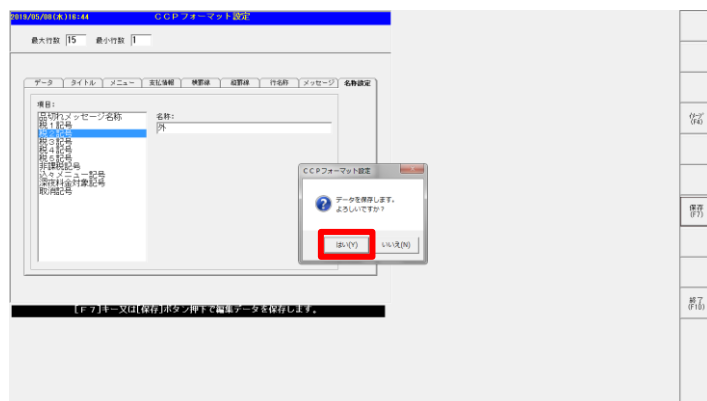 2019/05/08(水)16:44 CCPフォーマット設定
最大行数 15 最小行数 1
データ タイトル メニュー 支払情報 横罫線 縦罫線 行名称 メッセージ 名称設定
項目:
名称:
品切れメッセージ名称
外
税1記号
税2記号
税3記号
税4記号
税5記号
非課税記号
込々メニュー記号
深夜料金対象記号
取消記号
CCPフォーマット設定
データを保存します。
よろしいですか?
はい(Y) いいえ(N)
[F7]キー又は[保存]ボタン押下で編集データを保存します。
(F4)
保存
(F7)
終了
(F10)